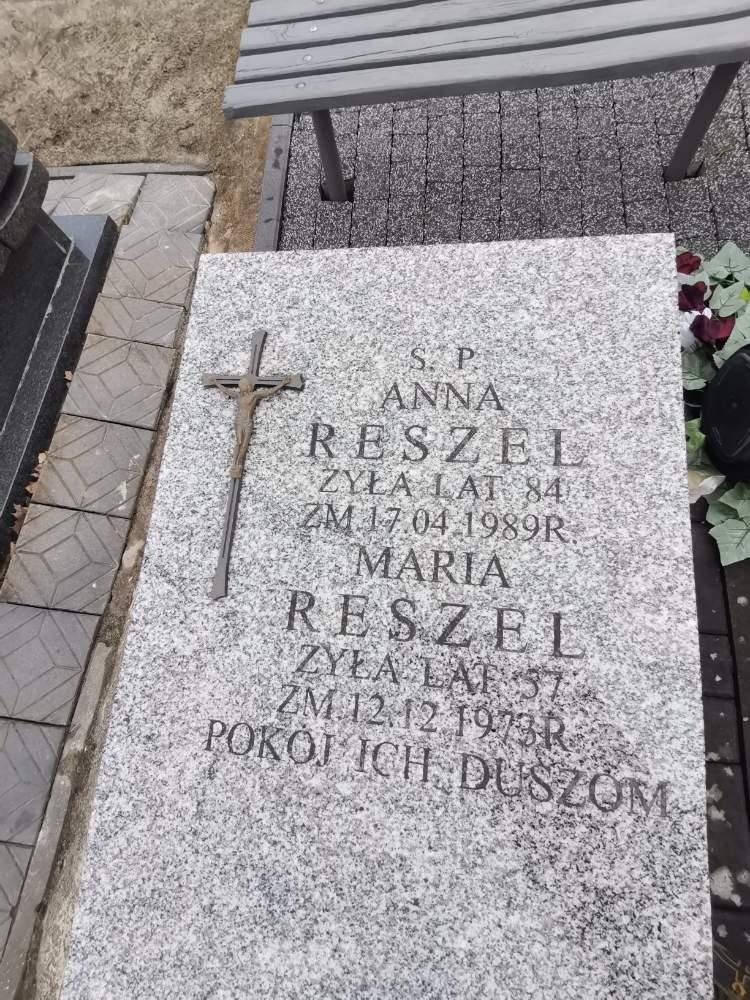 S. P
ANNA
RESZEL
ŻYŁA LAT 84
ZM.17.04.1989R.
MARIA
RESZEL
ŻYŁA LAT 57
ZM.12.12.1973R
POKÓJ ICH DUSZOM